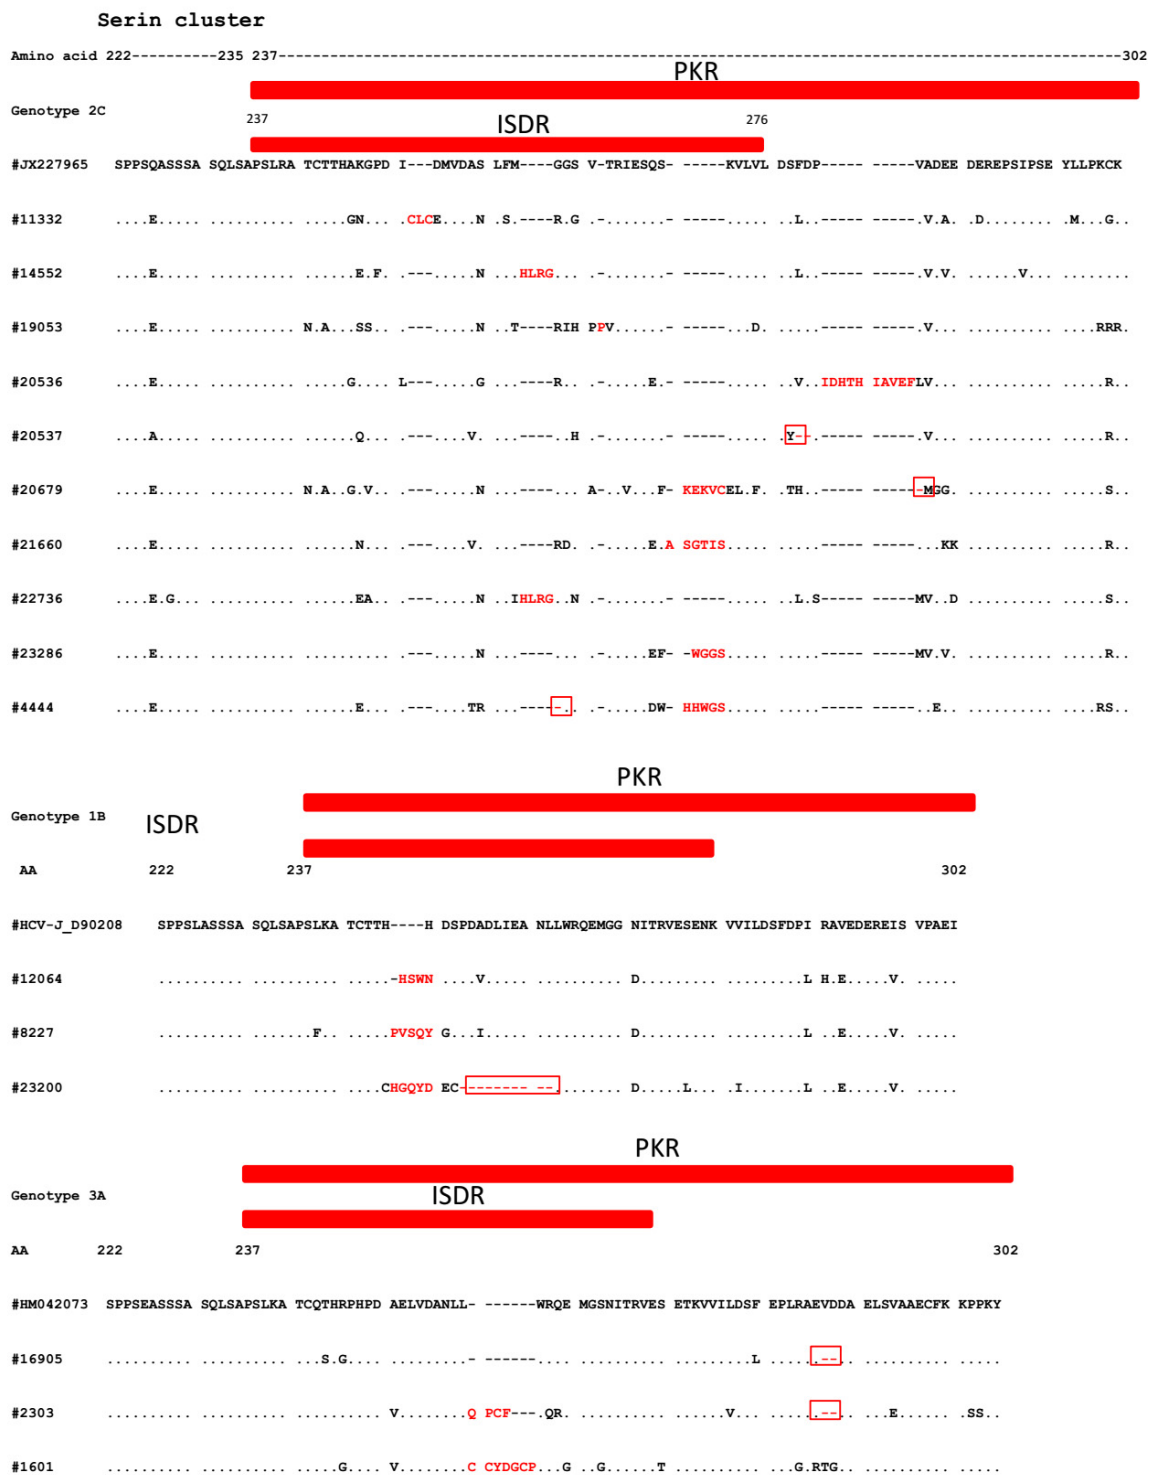 Serin cluster
Amino acid 222----------235 237--------------------------------------------------------------------------------------------------302
PKR
Genotype 2C
237 ISDR 276
#JX227965 SPPSQASSSA SQLSAPSLRA TCTTHAKGPD I---DMVDAS LFM----GGS V-TRIESQS- -----KVLVL DSFDP----- -----VADEE DEREPSIPSE YLLPKCK
#11332 ....E..... .......... .....GN... .CLCE....N .S.----R.G .-.......- -----..... ..L..----- -----.V.A. .D........ .M...G..
#14552 ....E..... .......... ......E.F. .---.....N ...HLRG... .-.......- -----..... ..L..----- -----.V.V. .....V.... ........
#19053 ....E..... .......... N.A...SS.. .---.....N ..T----RIH PPV......- -----...D. .....----- -----.V... .......... ....RRR.
#20536 ....E..... .......... .....G.... L---.....G ...----R.. .-.....E.- -----..... ..V.IDHTH IAVEFLV... .......... .....R..
#20537 ....A..... .......... ......Q... .---....V. ...----..H .-.......- -----..... Y--..----- -----.V... .......... .....R..
#20679 ....E..... .......... N.A..G.V.. .---.....N ...----... A-..V...F- KEKVCEL.F. .TH..----- ------MGG. .......... .....S..
#21660 ....E..... .......... ......N... .---....V. ...----RD. .-.....E.A SGTIS..... .....----- -----...KK .......... .....R..
#22736 ....E.G... .......... ......EA.. .---.....N ..IHLRG..N .-.......- -----..... ..L.S----- -----MV..D .......... .....S..
#23286 ....E..... .......... .......... .---.....N ...----... .-.....EF- -WGGS..... .....----- -----MV.V. .......... .....R..
#4444 ....E..... .......... ......E... .---....TR ...-----.. .-.....DW- HHWGS..... .....----- -----..E.. .......... ....RS..
PKR
Genotype 1B ISDR
AA 222 237 302
#HCV-J_D90208 SPPSLASSSA SQLSAPSLKA TCTTH----H DSPDADLIEA NLLWRQEMGG NITRVESENK VVILDSFDPI RAVEDEREIS VPAEI
#12064 .......... .......... .....-HSWN ....V..... .......... D......... .........L H.E.....V. .....
#8227 .......... ........F. .....PVSQY G...I..... .......... D......... .........L ..E.....V. .....
#23200 .......... .......... ....CHGQYD EC-------- --........ D.....L... .I.......L ..E.....V. .....
PKR
Genotype 3A ISDR
AA 222 237 302
#HM042073 SPPSEASSSA SQLSAPSLKA TCQTHRPHPD AELVDANLL- ------WRQE MGSNITRVES ETKVVILDSF EPLRAEVDDA ELSVAAECFK KPPKY
#16905 .......... .......... ...S.G.... .........- ------.... .......... .........L ......--.. .......... .....
#2303 .......... .......... .......... V........Q PCF---.QR. .......... .......V.. ......--.. ...E...... .SS..
#1601 .......... .......... .....G.... V........C CYDGCP...G ..G......T .......... ....G.RTG. .......... .....